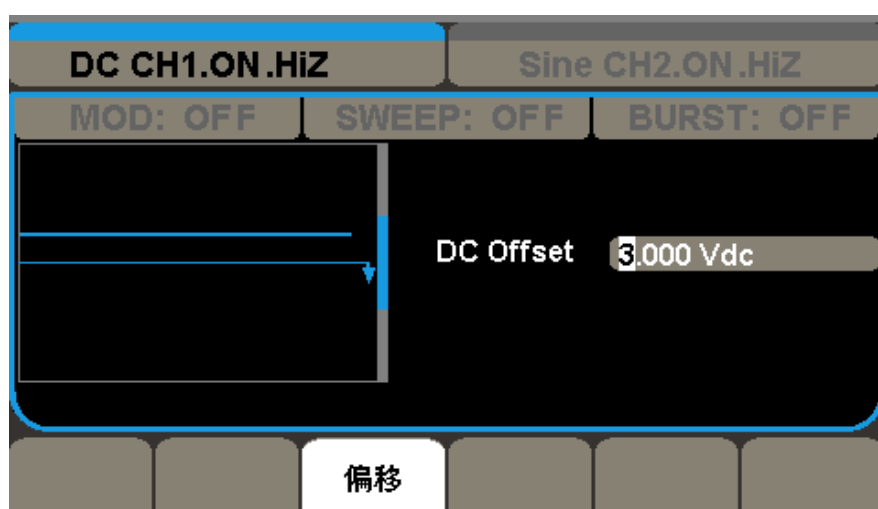 DC CH1.ON.HiZ Sine CH2.ON.HiZ
MOD: OFF SWEEP: OFF BURST: OFF
DC Offset 3.000 Vdc
偏移